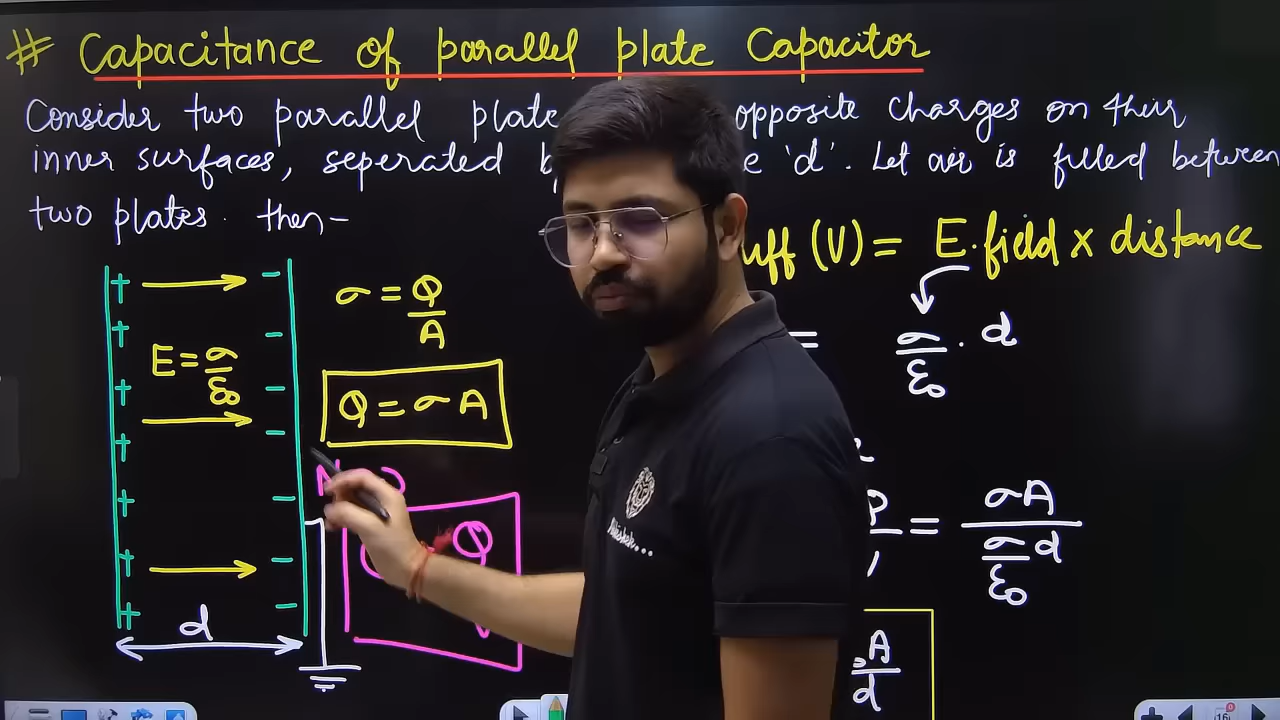 # Capacitance of parallel plate Capacitor
Consider two parallel plate opposite charges on their
inner surfaces, seperated 'd'. Let air is filled between
two plates. then-
(V) = E.field x distance
= σ/ε₀ . d
σ = Q/A
E = σ/ε₀
Q = σA
Q
= σA / (σ/ε₀ d)
A/d
d
+ + + + + + +
- - - - - - -